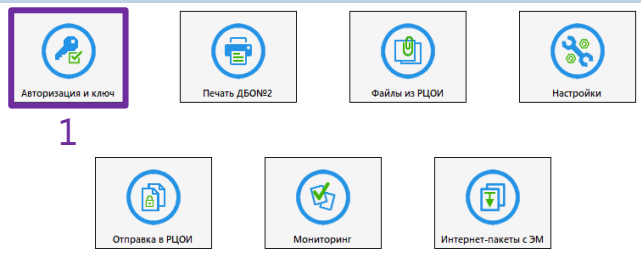 Авторизация и ключ
Печать ДБО№2
Файлы из РЦОИ
Настройки
1
Отправка в РЦОИ
Мониторинг
Интернет-пакеты с ЭМ